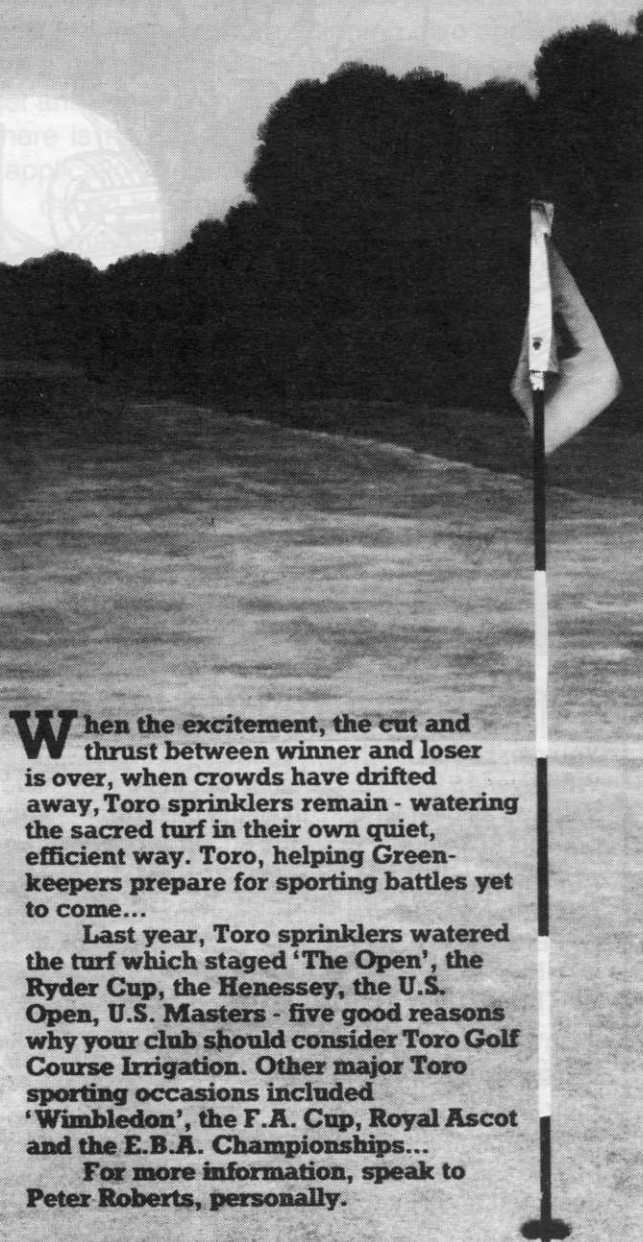 When the excitement, the cut and
thrust between winner and loser
is over, when crowds have drifted
away, Toro sprinklers remain - watering
the sacred turf in their own quiet,
efficient way. Toro, helping Green-
keepers prepare for sporting battles yet
to come...
Last year, Toro sprinklers watered
the turf which staged ‘The Open’, the
Ryder Cup, the Henessey, the U.S.
Open, U.S. Masters - five good reasons
why your club should consider Toro Golf
Course Irrigation. Other major Toro
sporting occasions included
‘Wimbledon’, the F.A. Cup, Royal Ascot
and the E.B.A. Championships...
For more information, speak to
Peter Roberts, personally.